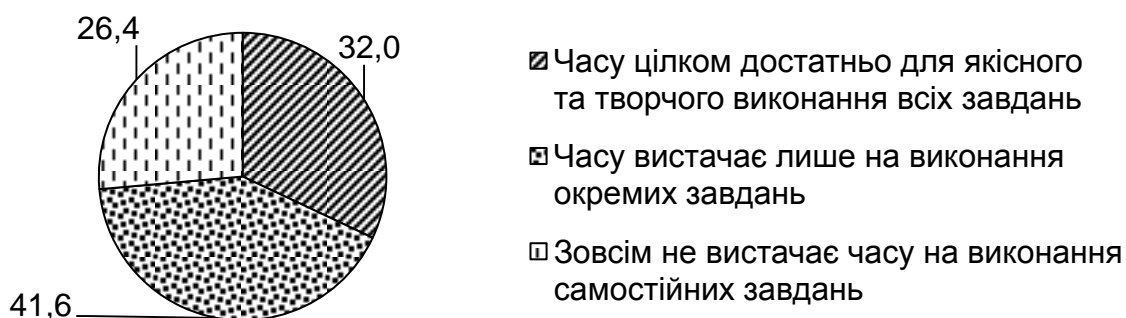 26,4
32,0
41,6
Часу цілком достатньо для якісного
та творчого виконання всіх завдань
Часу вистачає лише на виконання
окремих завдань
Зовсім не вистачає часу на виконання
самостійних завдань